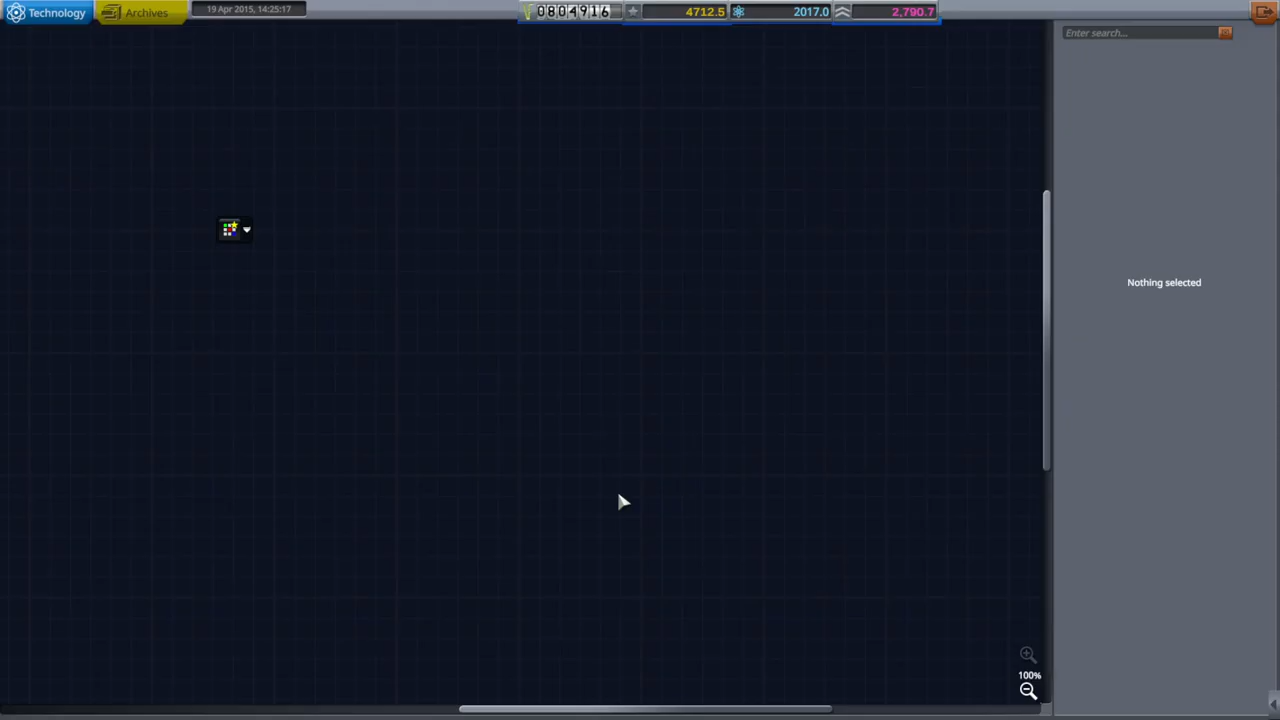 Technology
Archives
19 Apr 2015, 14:25:17
0804916
4712.5
2017.0
2,790.7
Enter search...
Nothing selected
100%